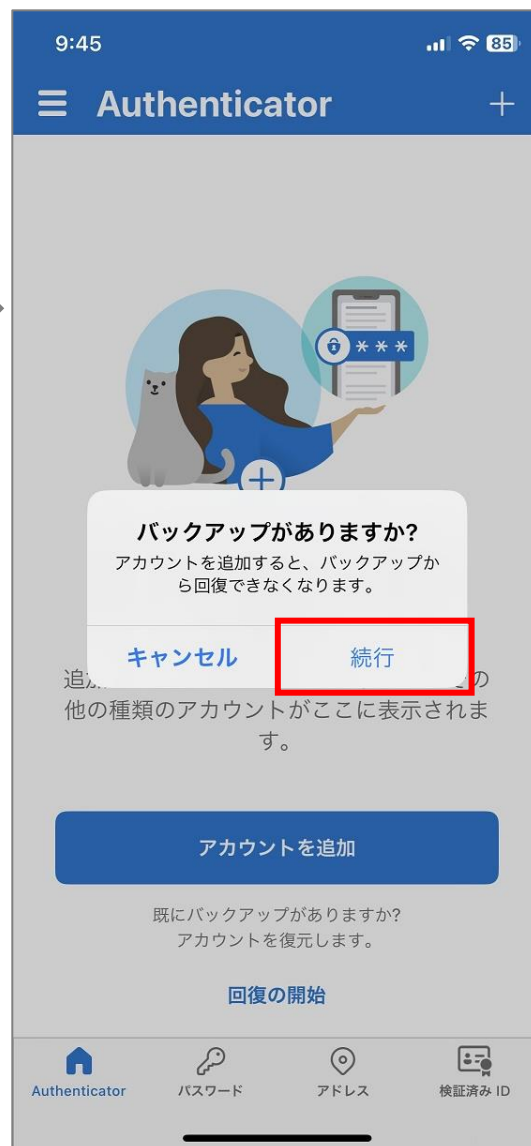 9:45
85
Authenticator
***
バックアップがありますか?
アカウントを追加すると、バックアップか
ら回復できなくなります。
キャンセル
続行
追
の
他の種類のアカウントがここに表示されま
す。
アカウントを追加
既にバックアップがありますか?
アカウントを復元します。
回復の開始
Authenticator
パスワード
アドレス
検証済み ID